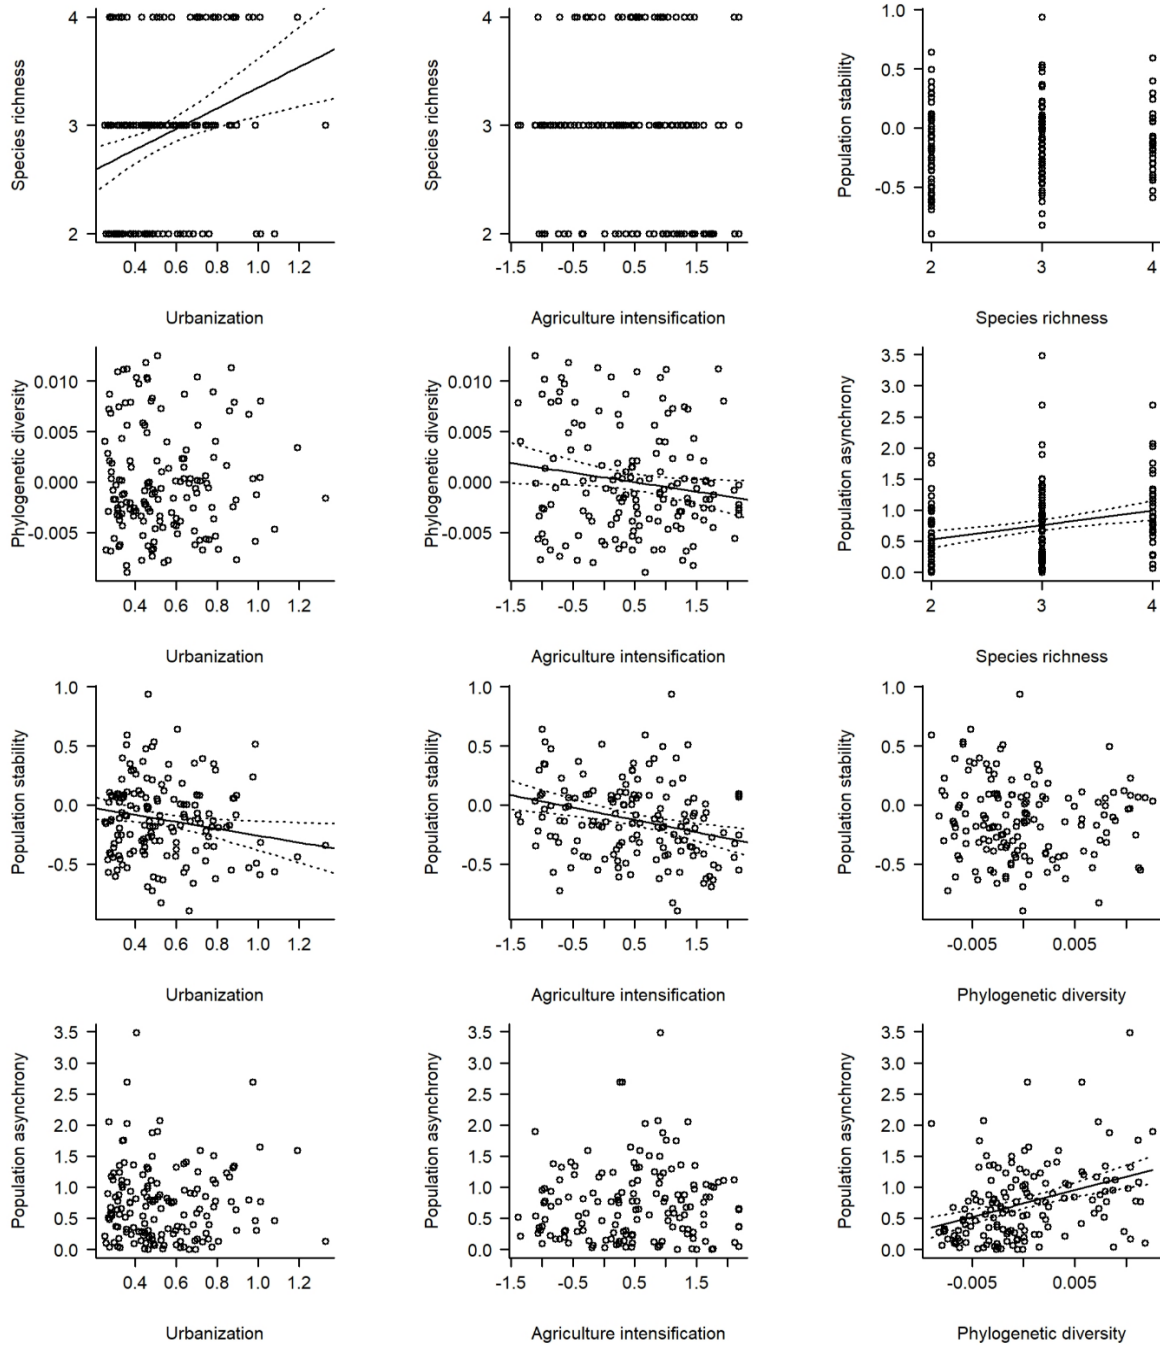 Species richness
4
3
2
0.4 0.6 0.8 1.0 1.2
Urbanization
Species richness
4
3
2
-1.5 -0.5 0.5 1.5
Agriculture intensification
Population stability
1.0
0.5
0.0
-0.5
2 3 4
Species richness
Phylogenetic diversity
0.010
0.005
0.000
-0.005
0.4 0.6 0.8 1.0 1.2
Urbanization
Phylogenetic diversity
0.010
0.005
0.000
-0.005
-1.5 -0.5 0.5 1.5
Agriculture intensification
Population asynchrony
3.5
3.0
2.5
2.0
1.5
1.0
0.5
0.0
2 3 4
Species richness
Population stability
1.0
0.5
0.0
-0.5
0.4 0.6 0.8 1.0 1.2
Urbanization
Population stability
1.0
0.5
0.0
-0.5
-1.5 -0.5 0.5 1.5
Agriculture intensification
Population stability
1.0
0.5
0.0
-0.5
-0.005 0.005
Phylogenetic diversity
Population asynchrony
3.5
3.0
2.5
2.0
1.5
1.0
0.5
0.0
0.4 0.6 0.8 1.0 1.2
Urbanization
Population asynchrony
3.5
3.0
2.5
2.0
1.5
1.0
0.5
0.0
-1.5 -0.5 0.5 1.5
Agriculture intensification
Population asynchrony
3.5
3.0
2.5
2.0
1.5
1.0
0.5
0.0
-0.005 0.005
Phylogenetic diversity